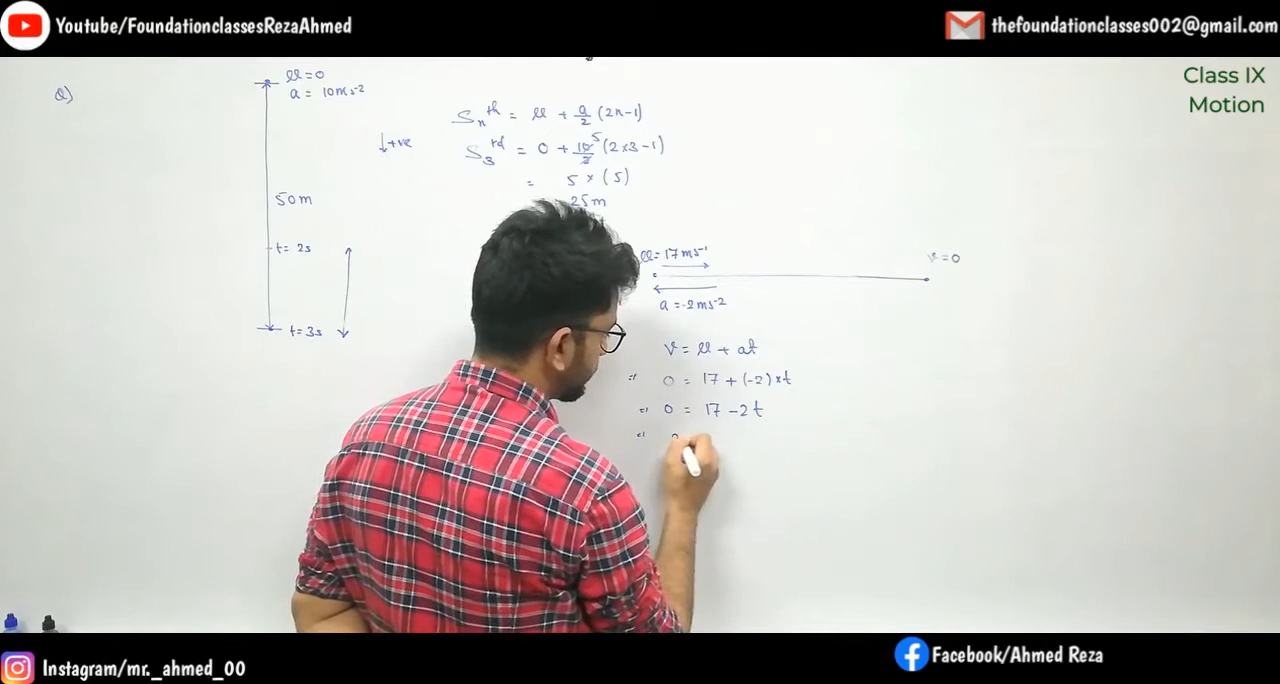 Youtube/FoundationclassesRezaAhmed
thefoundationclasses002@gmail.com
Class IX
Motion
Q)
u = 0
a = 10ms⁻²
↓+ve
50m
t = 2s
t = 3s
Sₙᵗʰ = u + a/2 (2n-1)
S₃ʳᵈ = 0 + 10/2 5 (2×3-1)
= 5 × (5)
25m
u = 17ms⁻¹
v = 0
a = -2ms⁻²
v = u + at
0 = 17 + (-2)×t
0 = 17 - 2t
Instagram/mr._ahmed_00
Facebook/Ahmed Reza